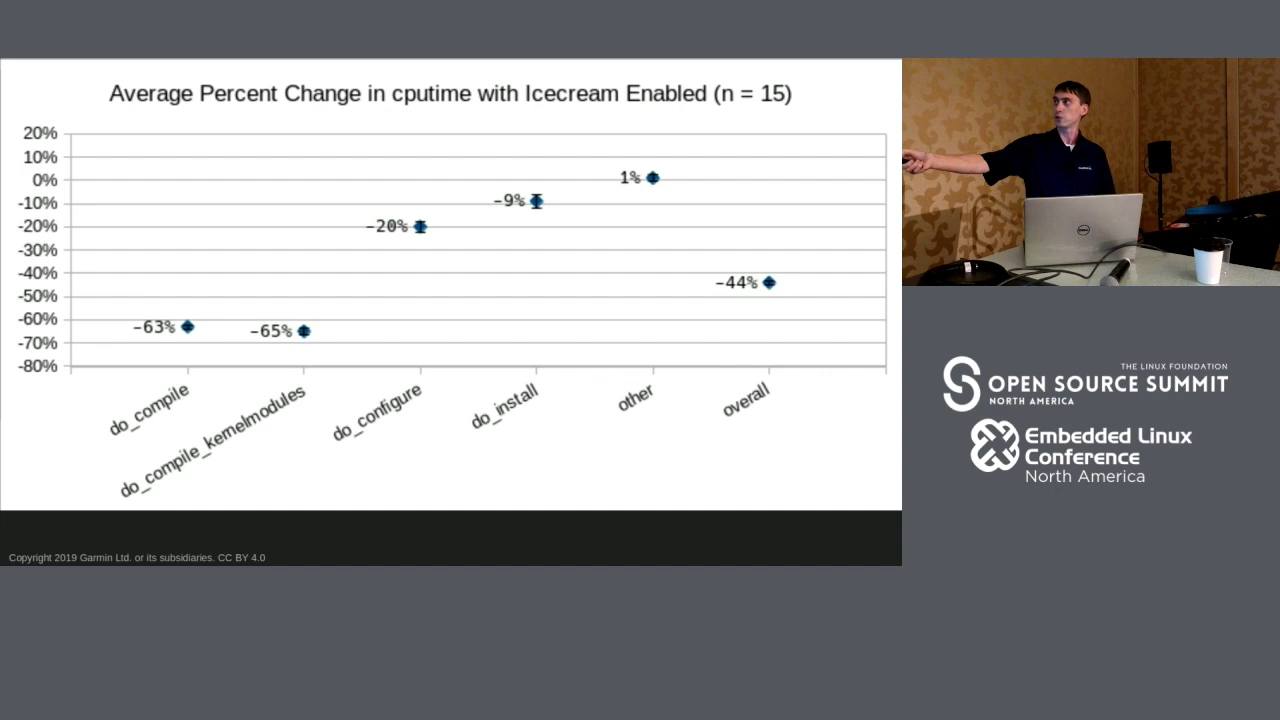 Average Percent Change in cputime with Icecream Enabled (n = 15)
20%
10%
0%
-10%
-20%
-30%
-40%
-50%
-60%
-70%
-80%
-63%
-65%
-20%
-9%
1%
-44%
do_compile
do_compile_kernelmodules
do_configure
do_install
other
overall
Copyright 2019 Garmin Ltd. or its subsidiaries. CC BY 4.0
THE LINUX FOUNDATION
OPEN SOURCE SUMMIT
NORTH AMERICA
Embedded Linux
Conference
North America
DELL